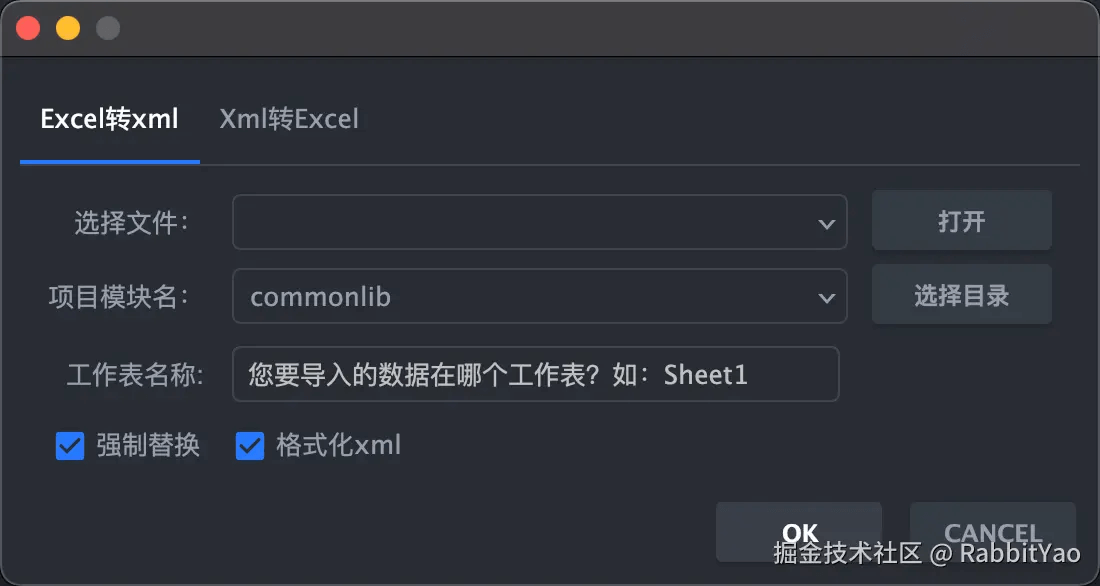 Excel转xml Xml转Excel
选择文件： 打开
项目模块名： commonlib 选择目录
工作表名称: 您要导入的数据在哪个工作表？如：Sheet1
强制替换 格式化xml
OK CANCEL
掘金技术社区 @ RabbitYao